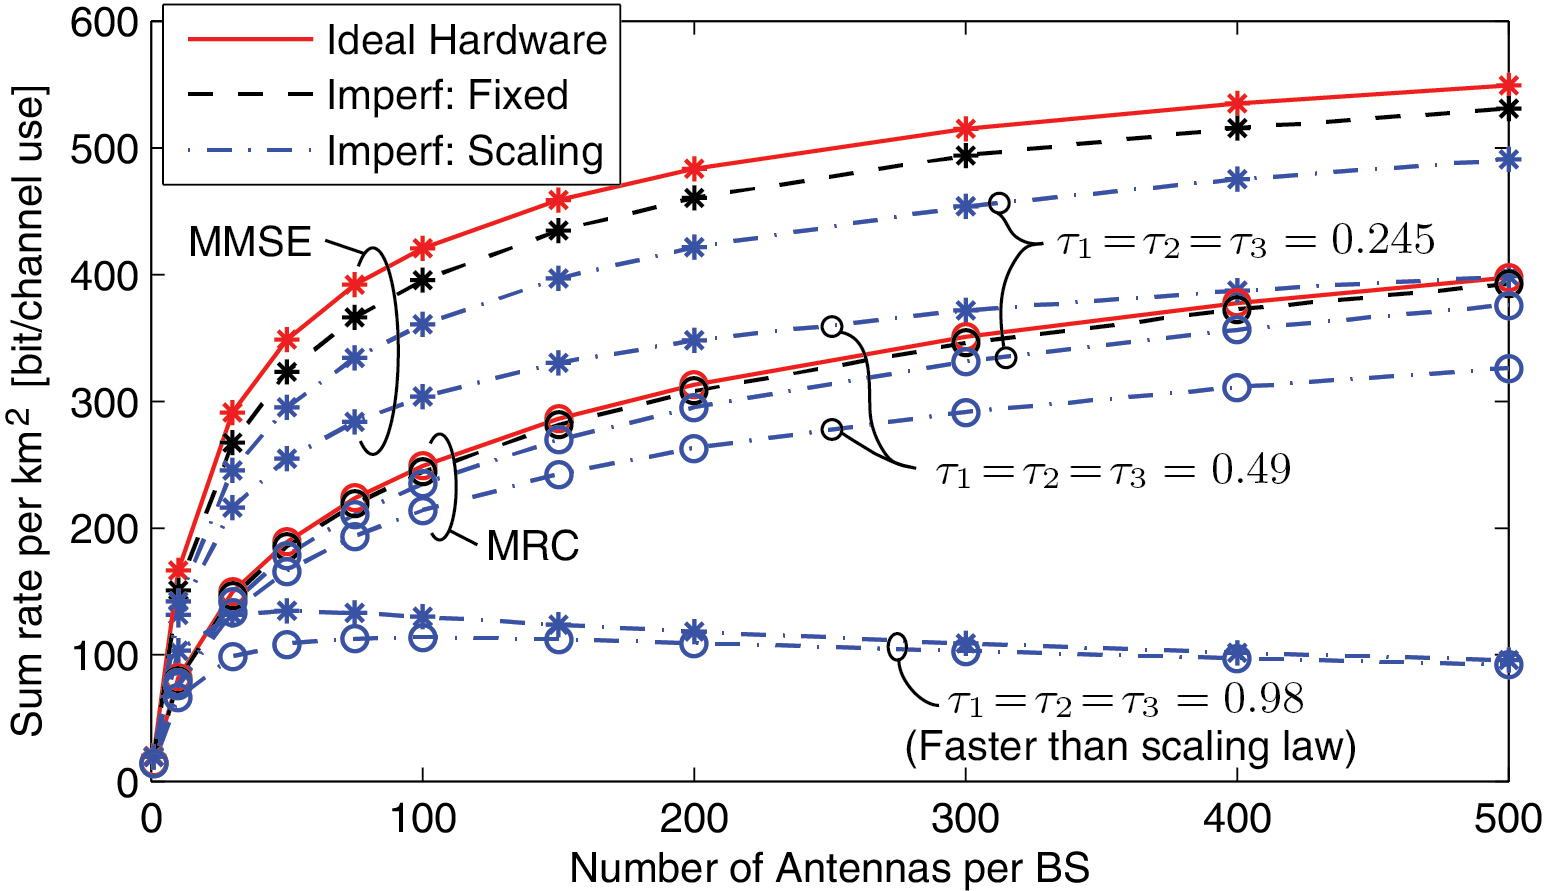 600
500
400
300
200
100
0
Sum rate per km² [bit/channel use]
Ideal Hardware
Imperf: Fixed
Imperf: Scaling
MMSE
τ₁ = τ₂ = τ₃ = 0.245
τ₁ = τ₂ = τ₃ = 0.49
MRC
τ₁ = τ₂ = τ₃ = 0.98
(Faster than scaling law)
0 100 200 300 400 500
Number of Antennas per BS